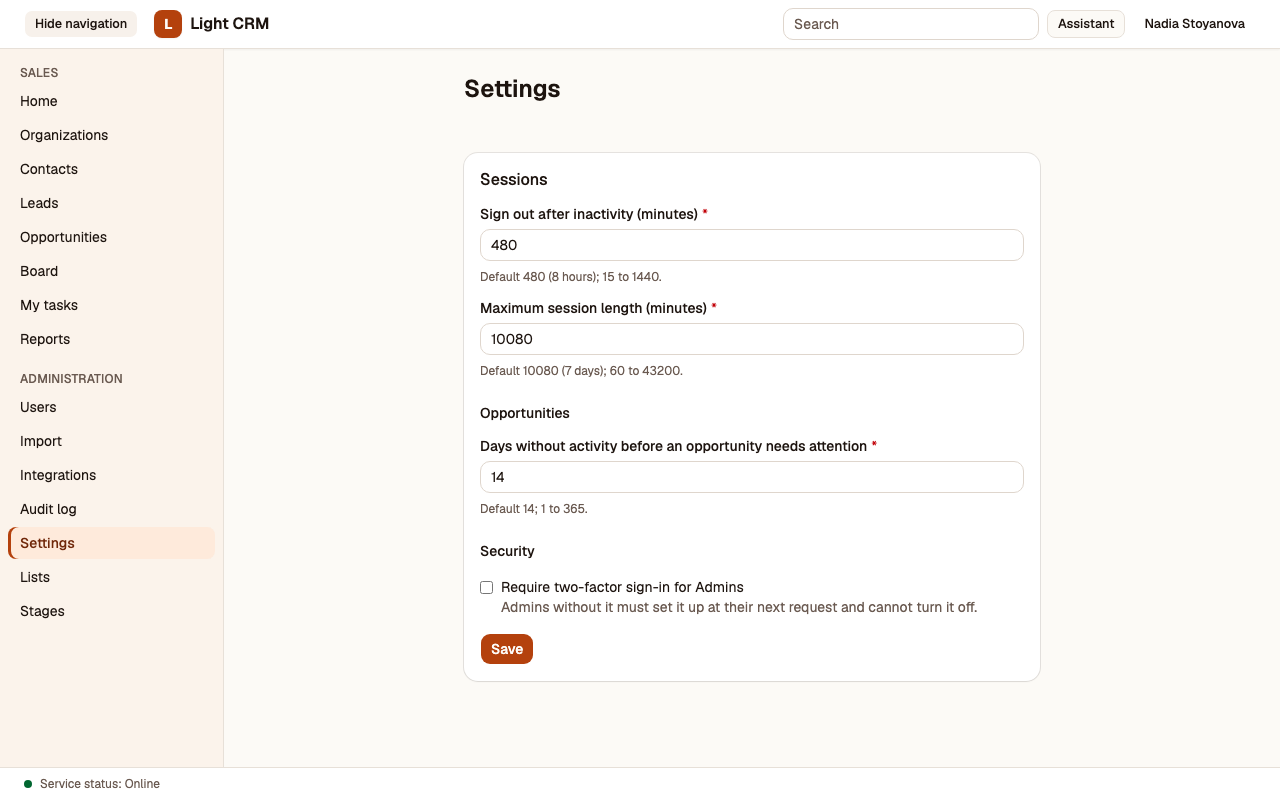 Hide navigation
L
Light CRM
Search
Assistant
Nadia Stoyanova
SALES
Home
Organizations
Contacts
Leads
Opportunities
Board
My tasks
Reports
ADMINISTRATION
Users
Import
Integrations
Audit log
Settings
Lists
Stages
Settings
Sessions
Sign out after inactivity (minutes) *
480
Default 480 (8 hours); 15 to 1440.
Maximum session length (minutes) *
10080
Default 10080 (7 days); 60 to 43200.
Opportunities
Days without activity before an opportunity needs attention *
14
Default 14; 1 to 365.
Security
Require two-factor sign-in for Admins
Admins without it must set it up at their next request and cannot turn it off.
Save
Service status: Online